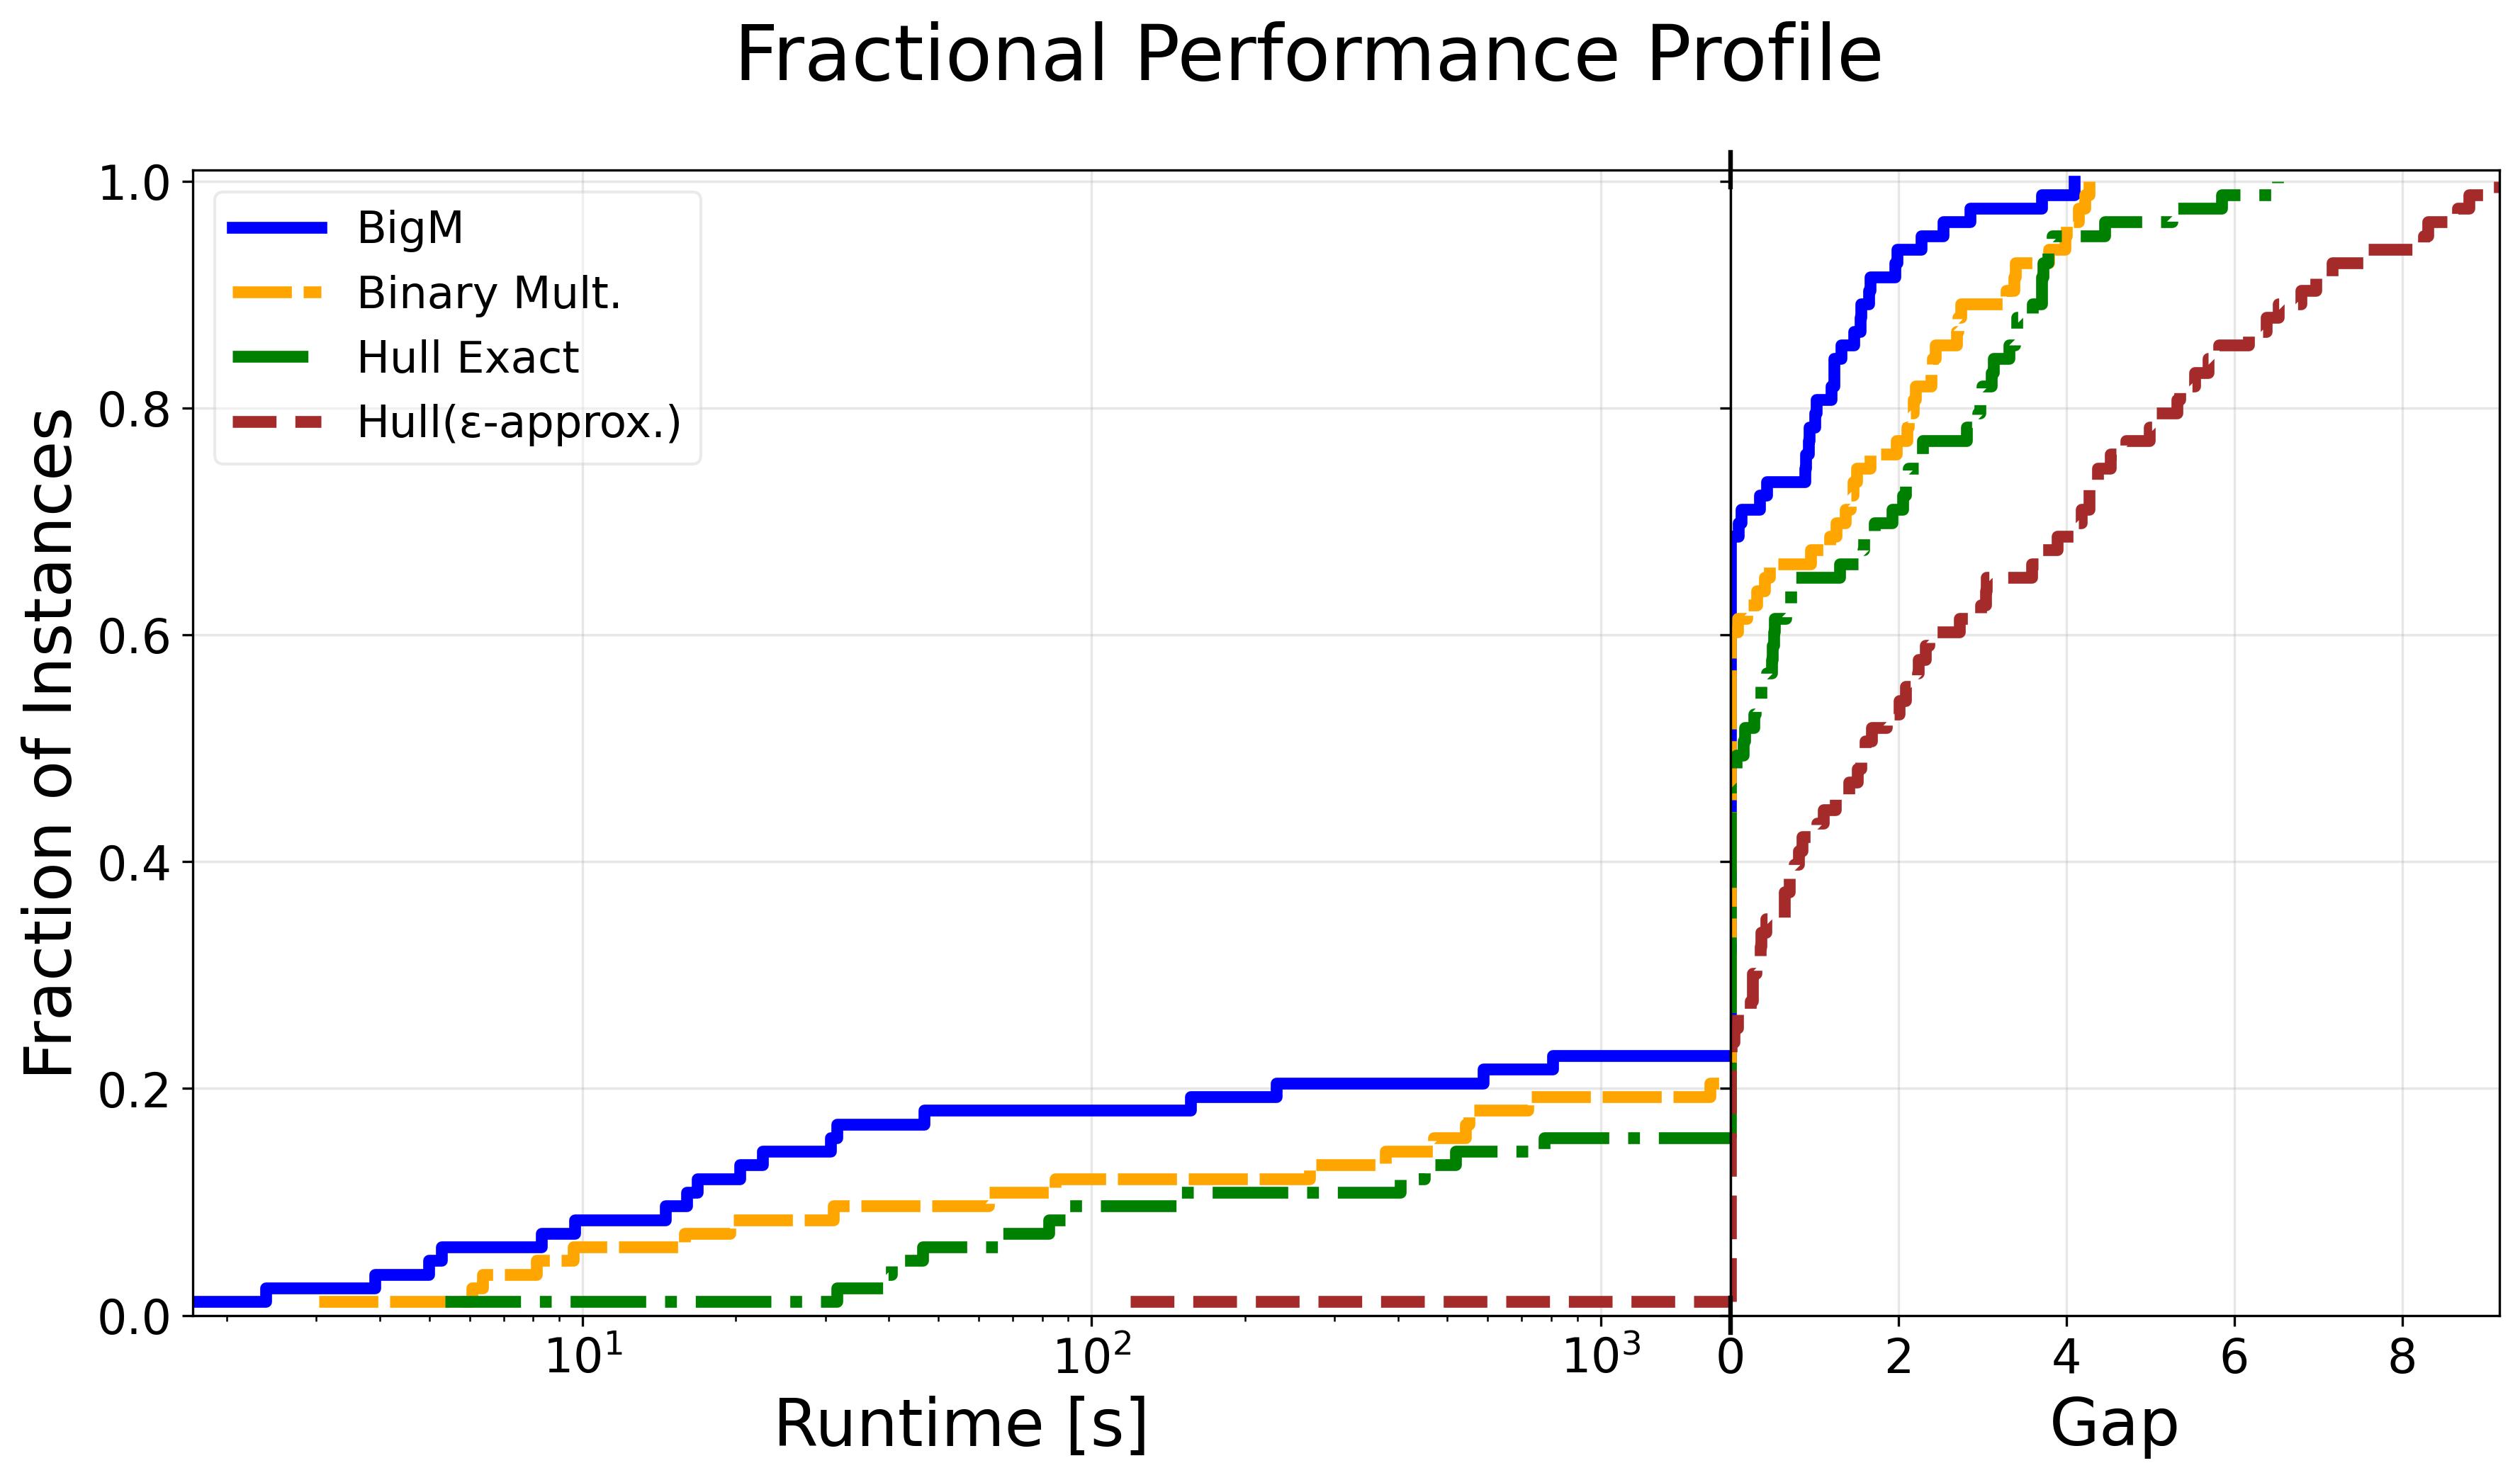 Fractional Performance Profile
Fraction of Instances
1.0
0.8
0.6
0.4
0.2
0.0
BigM
Binary Mult.
Hull Exact
Hull(ε-approx.)
10¹
10²
10³
0
2
4
6
8
Runtime [s]
Gap